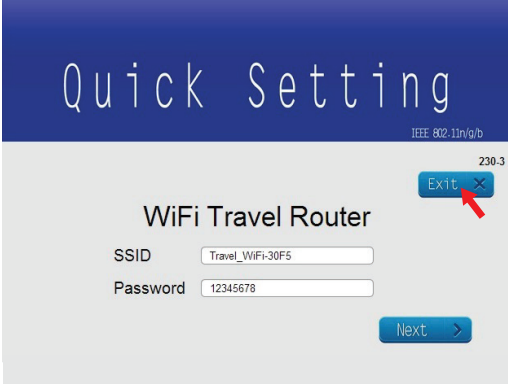 Quick Setting
IEEE 802.11n/g/b
230-3
Exit
WiFi Travel Router
SSID Travel_WiFi-30F5
Password 12345678
Next